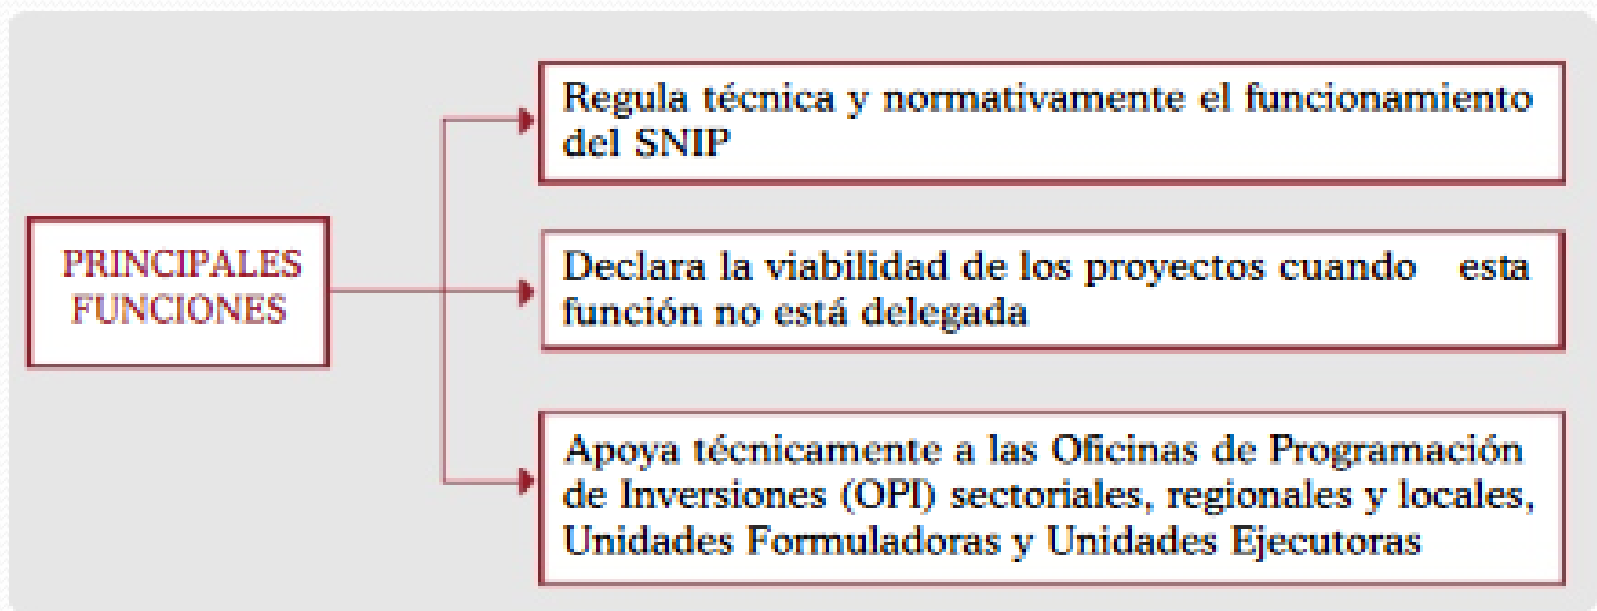 Regula técnica y normativamente el funcionamiento
del SNIP
PRINCIPALES
FUNCIONES
Declara la viabilidad de los proyectos cuando esta
función no está delegada
Apoya técnicamente a las Oficinas de Programación
de Inversiones (OPI) sectoriales, regionales y locales,
Unidades Formuladoras y Unidades Ejecutoras